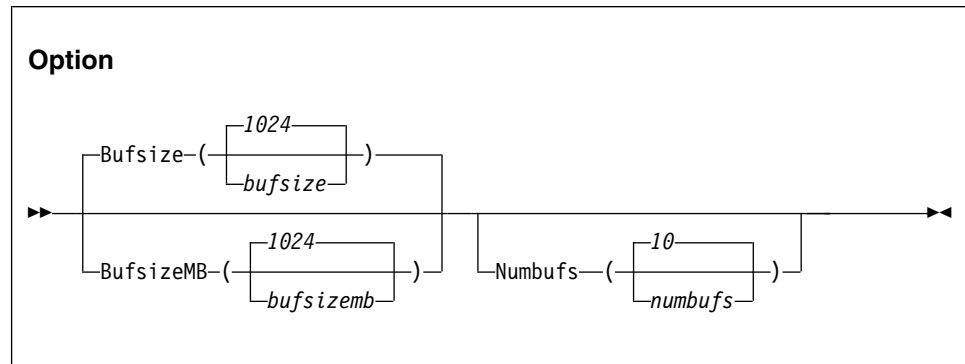 Option
1024
Bufsize ( )
bufsize
1024 10
BufsizeMB ( ) Numbufs ( )
bufsizemb numbufs